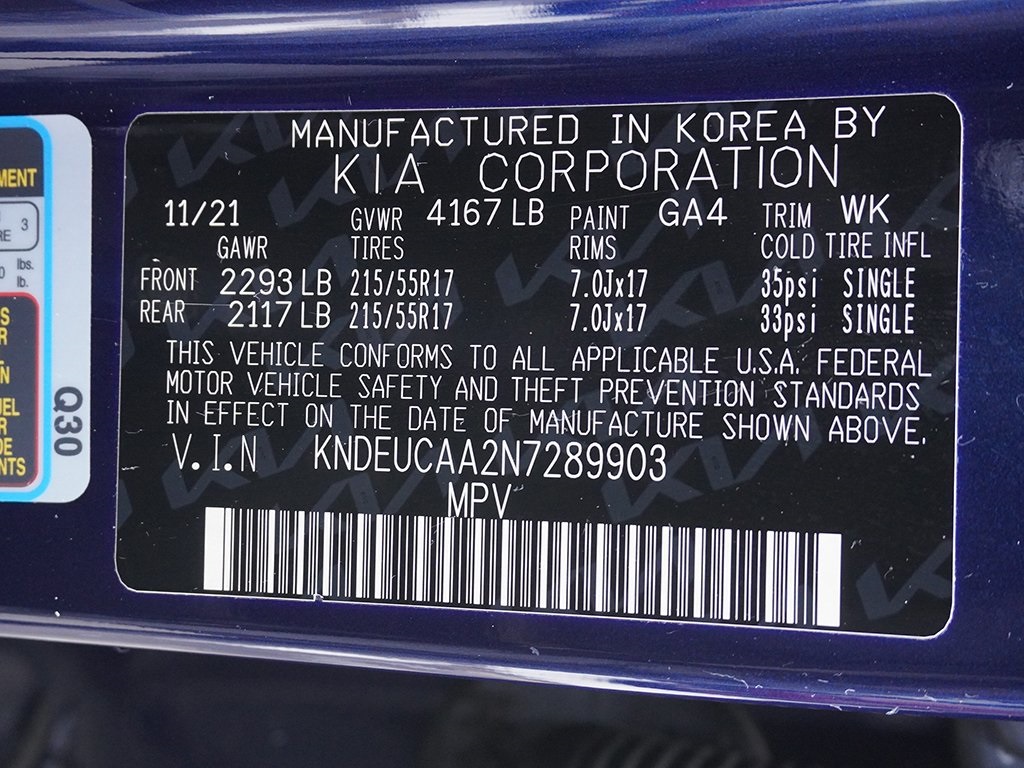 MANUFACTURED IN KOREA BY
KIA CORPORATION
11/21 GVWR 4167 LB PAINT GA4 TRIM WK
GAWR TIRES RIMS COLD TIRE INFL
FRONT 2293 LB 215/55R17 7.0Jx17 35psi SINGLE
REAR 2117 LB 215/55R17 7.0Jx17 33psi SINGLE
THIS VEHICLE CONFORMS TO ALL APPLICABLE U.S.A. FEDERAL
MOTOR VEHICLE SAFETY AND THEFT PREVENTION STANDARDS
IN EFFECT ON THE DATE OF MANUFACTURE SHOWN ABOVE.
V.I.N KNDEUCAA2N7289903
MPV
Q30
3
lbs.
lb.